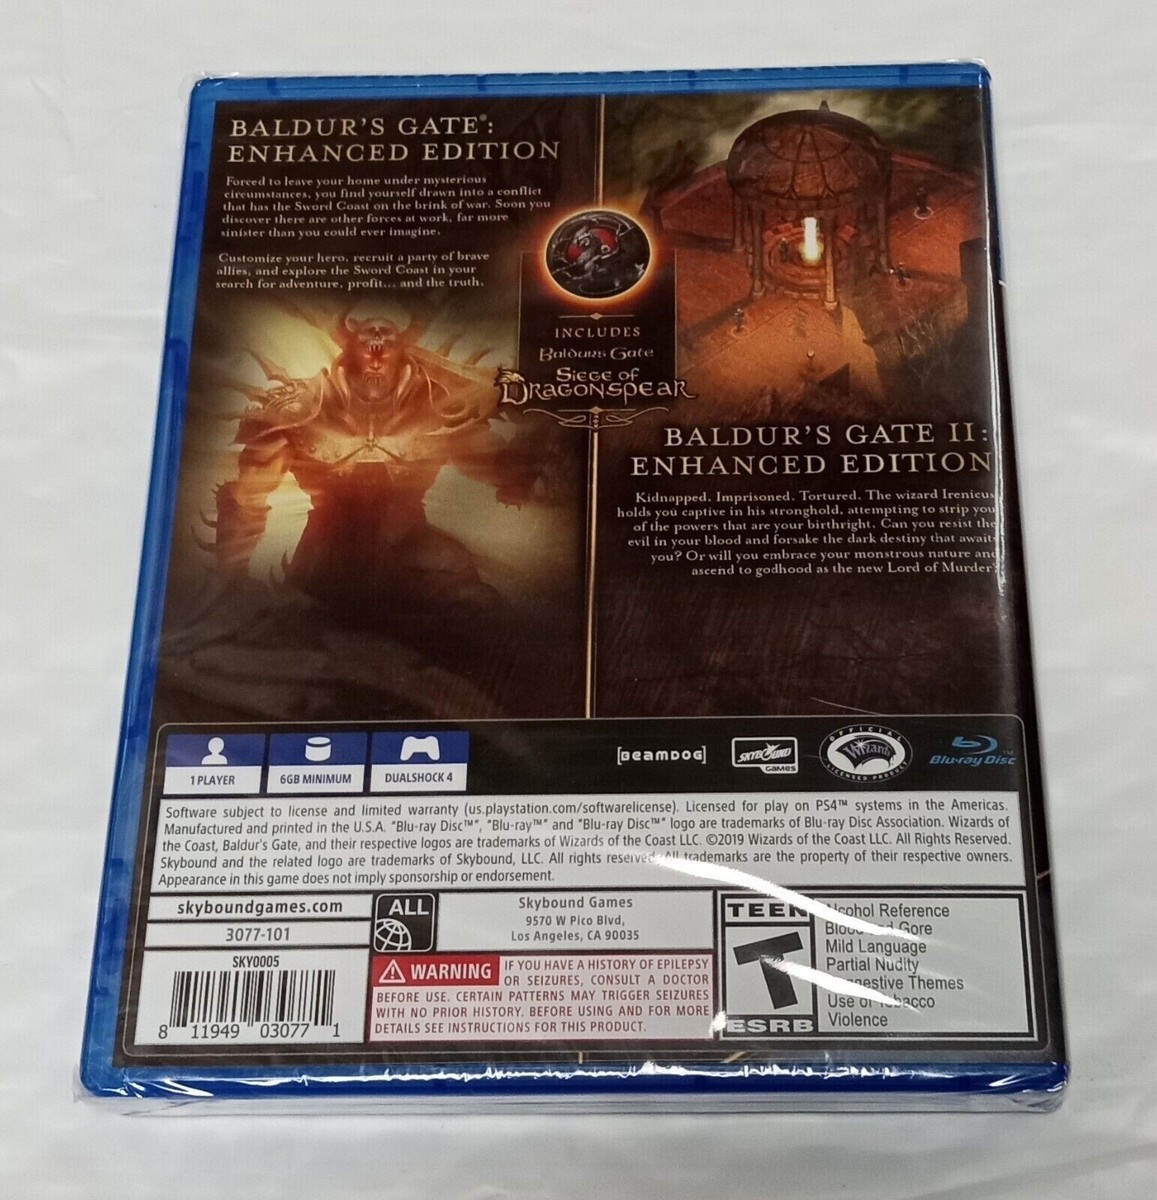 BALDUR'S GATE®:
ENHANCED EDITION
Forced to leave your home under mysterious
circumstances, you find yourself drawn into a conflict
that has the Sword Coast on the brink of war. Soon you
discover there are other forces at work, far more
sinister than you could ever imagine.
Customize your hero, recruit a party of brave
allies, and explore the Sword Coast in your
search for adventure, profit... and the truth.
INCLUDES
Baldur's Gate
Siege of
Dragonspear
BALDUR'S GATE II:
ENHANCED EDITION
Kidnapped. Imprisoned. Tortured. The wizard Irenicus
holds you captive in his stronghold, attempting to strip you
of the powers that are your birthright. Can you resist the
evil in your blood and forsake the dark destiny that await
you? Or will you embrace your monstrous nature and
ascend to godhood as the new Lord of Murder?
1 PLAYER
6GB MINIMUM
DUALSHOCK 4
[BEAMDOG]
SKYBOUND
GAMES
OFFICIAL
Wizards
LICENSED PRODUCT
Blu-ray Disc™
Software subject to license and limited warranty (us.playstation.com/softwarelicense). Licensed for play on PS4™ systems in the Americas.
Manufactured and printed in the U.S.A. "Blu-ray Disc™", "Blu-ray™" and "Blu-ray Disc™" logo are trademarks of Blu-ray Disc Association. Wizards of
the Coast, Baldur's Gate, and their respective logos are trademarks of Wizards of the Coast LLC. ©2019 Wizards of the Coast LLC. All Rights Reserved.
Skybound and the related logo are trademarks of Skybound, LLC. All rights reserved. All trademarks are the property of their respective owners.
Appearance in this game does not imply sponsorship or endorsement.
skyboundgames.com
3077-101
SKY0005
8 11949 03077 1
ALL
Skybound Games
9570 W Pico Blvd,
Los Angeles, CA 90035
WARNING IF YOU HAVE A HISTORY OF EPILEPSY
OR SEIZURES, CONSULT A DOCTOR
BEFORE USE. CERTAIN PATTERNS MAY TRIGGER SEIZURES
WITH NO PRIOR HISTORY. BEFORE USING AND FOR MORE
DETAILS SEE INSTRUCTIONS FOR THIS PRODUCT.
TEEN
T
ESRB
Alcohol Reference
Blood and Gore
Mild Language
Partial Nudity
Suggestive Themes
Use of Tobacco
Violence